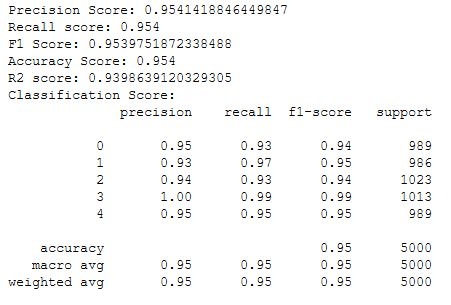 Precision Score: 0.9541418846449847
Recall score: 0.954
F1 Score: 0.9539751872338488
Accuracy Score: 0.954
R2 score: 0.9398639120329305
Classification Score:
precision recall f1-score support
0 0.95 0.93 0.94 989
1 0.93 0.97 0.95 986
2 0.94 0.93 0.94 1023
3 1.00 0.99 0.99 1013
4 0.95 0.95 0.95 989
accuracy 0.95 5000
macro avg 0.95 0.95 0.95 5000
weighted avg 0.95 0.95 0.95 5000